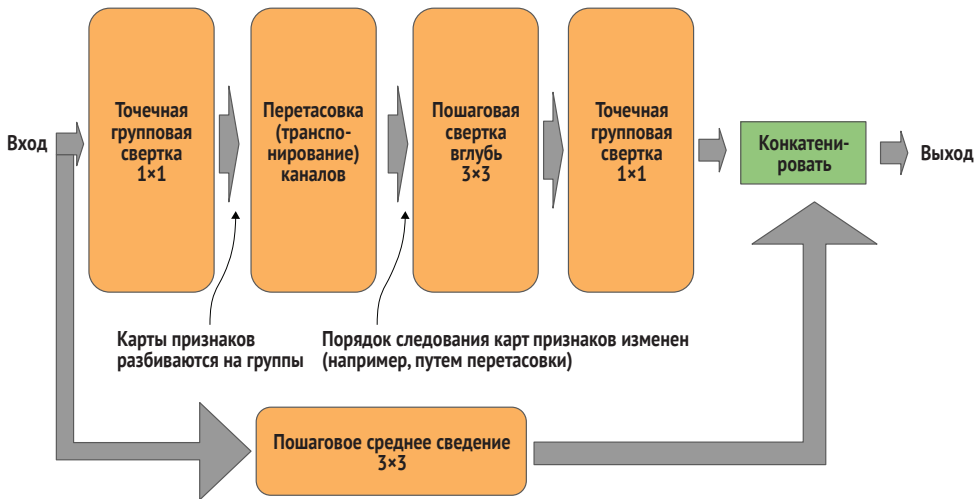 Вход
Точечная
групповая
свертка
1×1
Перетасовка
(транспо-
нирование)
каналов
Пошаговая
свертка
вглубь
3×3
Точечная
групповая
свертка
1×1
Конкатени-
ровать
Выход
Карты признаков
разбиваются на группы
Порядок следования карт признаков изменен
(например, путем перетасовки)
Пошаговое среднее сведение
3×3